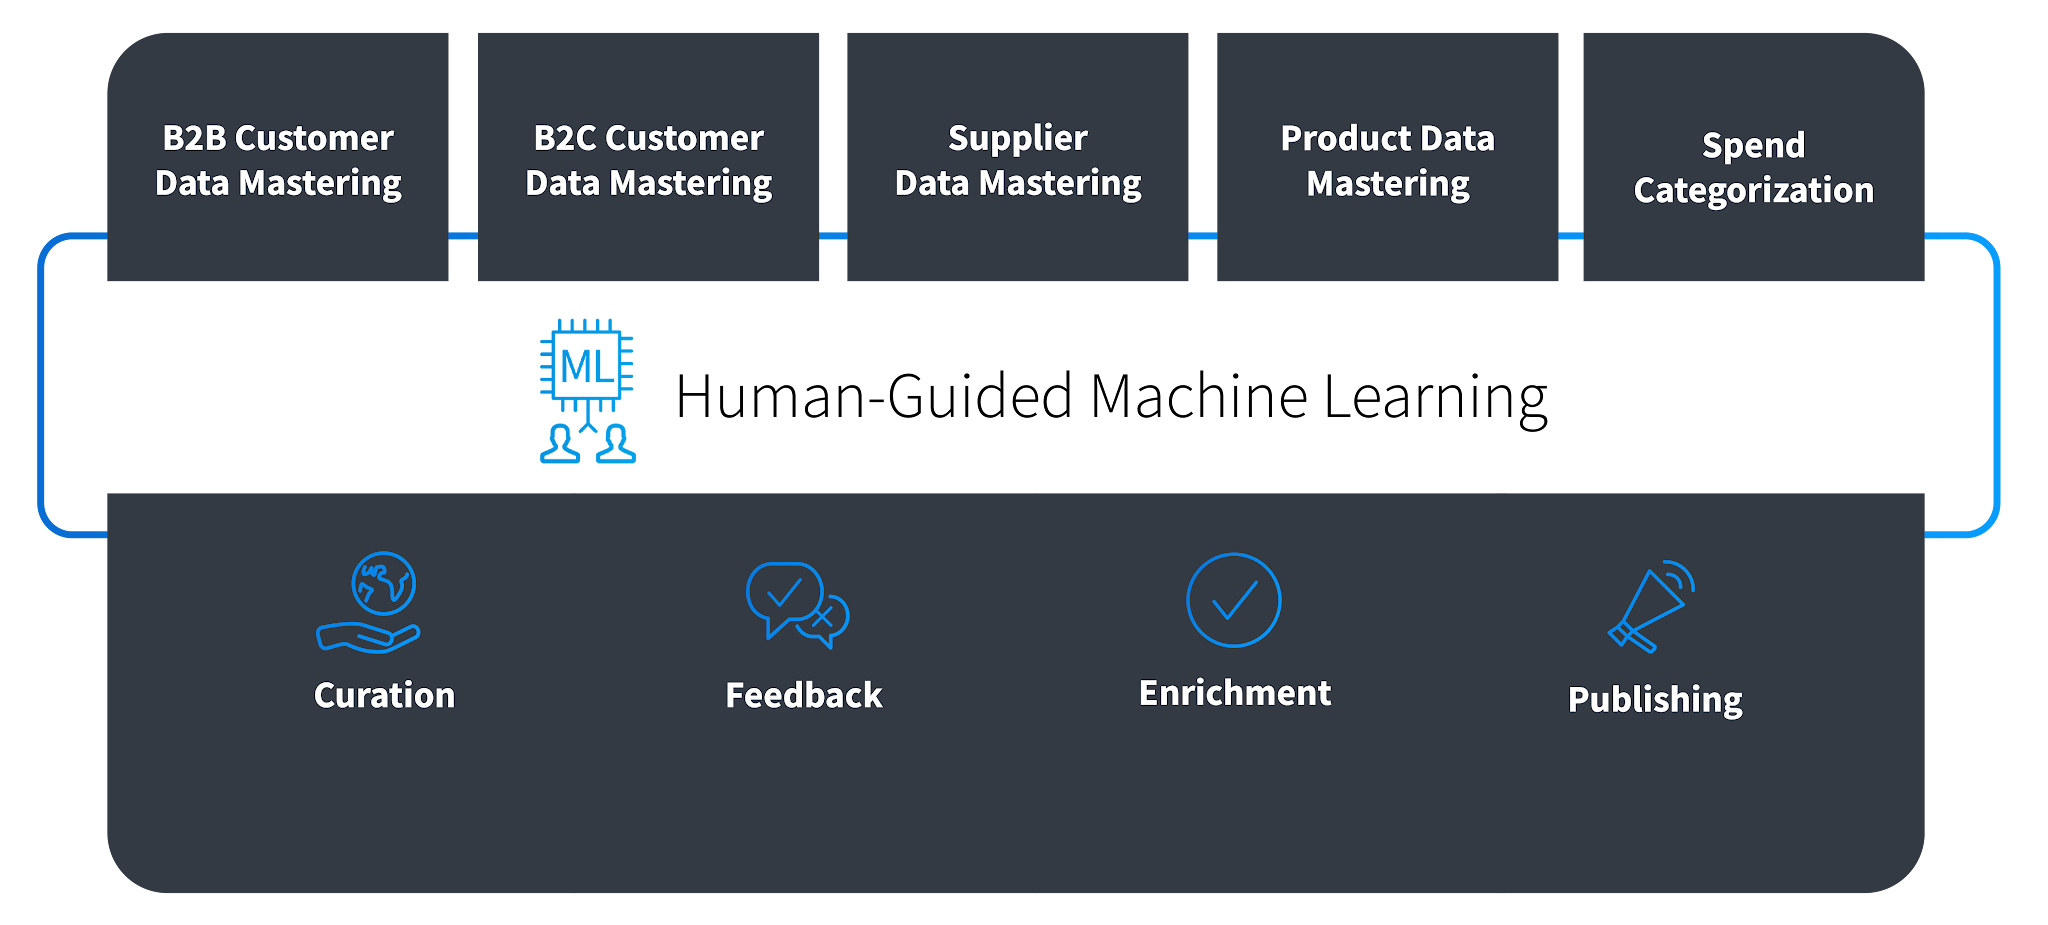 B2B Customer
Data Mastering
B2C Customer
Data Mastering
Supplier
Data Mastering
Product Data
Mastering
Spend
Categorization
ML
Human-Guided Machine Learning
Curation
Feedback
Enrichment
Publishing